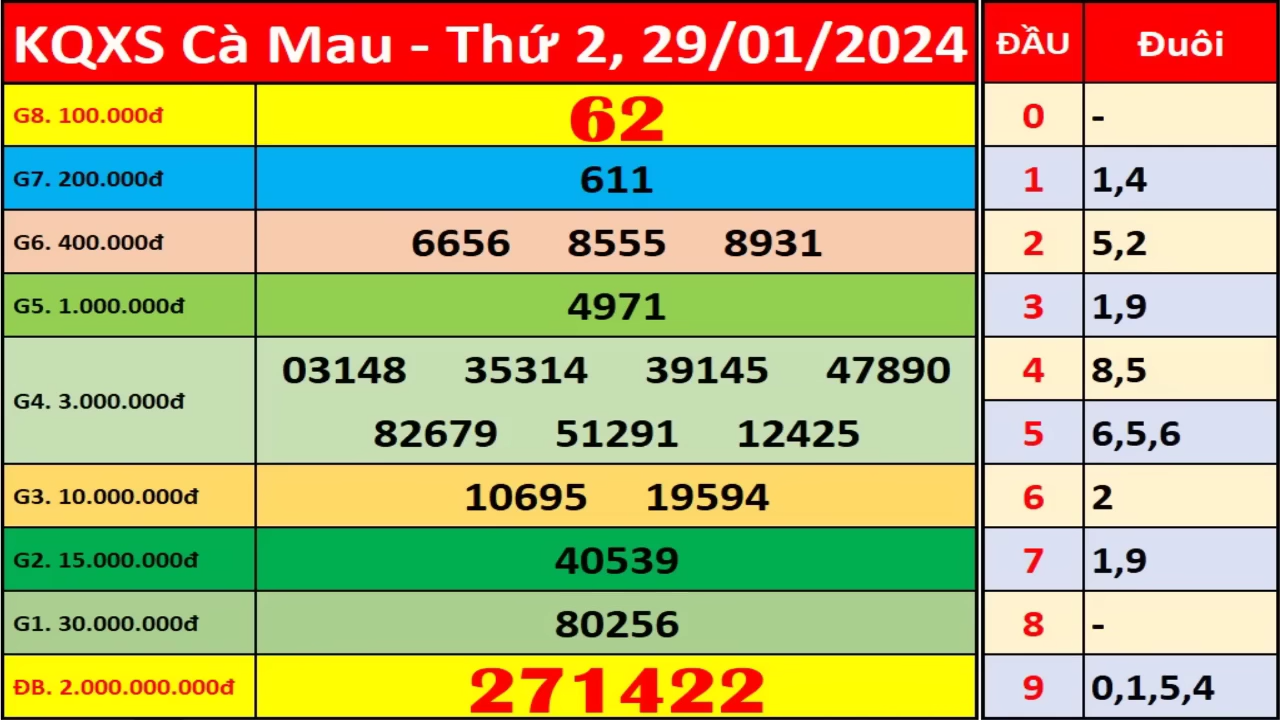 KQXS Cà Mau - Thứ 2, 29/01/2024 ĐẦU Đuôi
G8. 100.000đ 62 0 -
G7. 200.000đ 611 1 1,4
G6. 400.000đ 6656 8555 8931 2 5,2
G5. 1.000.000đ 4971 3 1,9
03148 35314 39145 47890 4 8,5
G4. 3.000.000đ
82679 51291 12425 5 6,5,6
G3. 10.000.000đ 10695 19594 6 2
G2. 15.000.000đ 40539 7 1,9
G1. 30.000.000đ 80256 8 -
ĐB. 2.000.000.000đ 271422 9 0,1,5,4